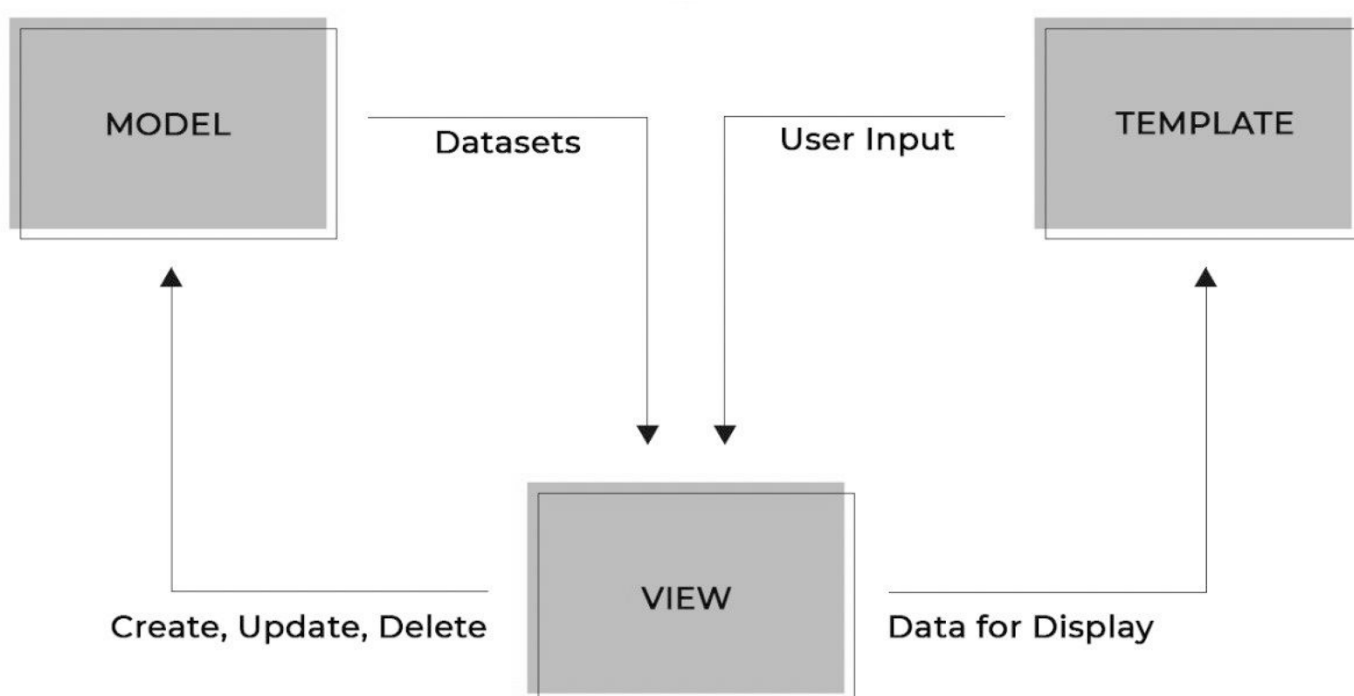 MODEL
TEMPLATE
Datasets
User Input
VIEW
Create, Update, Delete
Data for Display